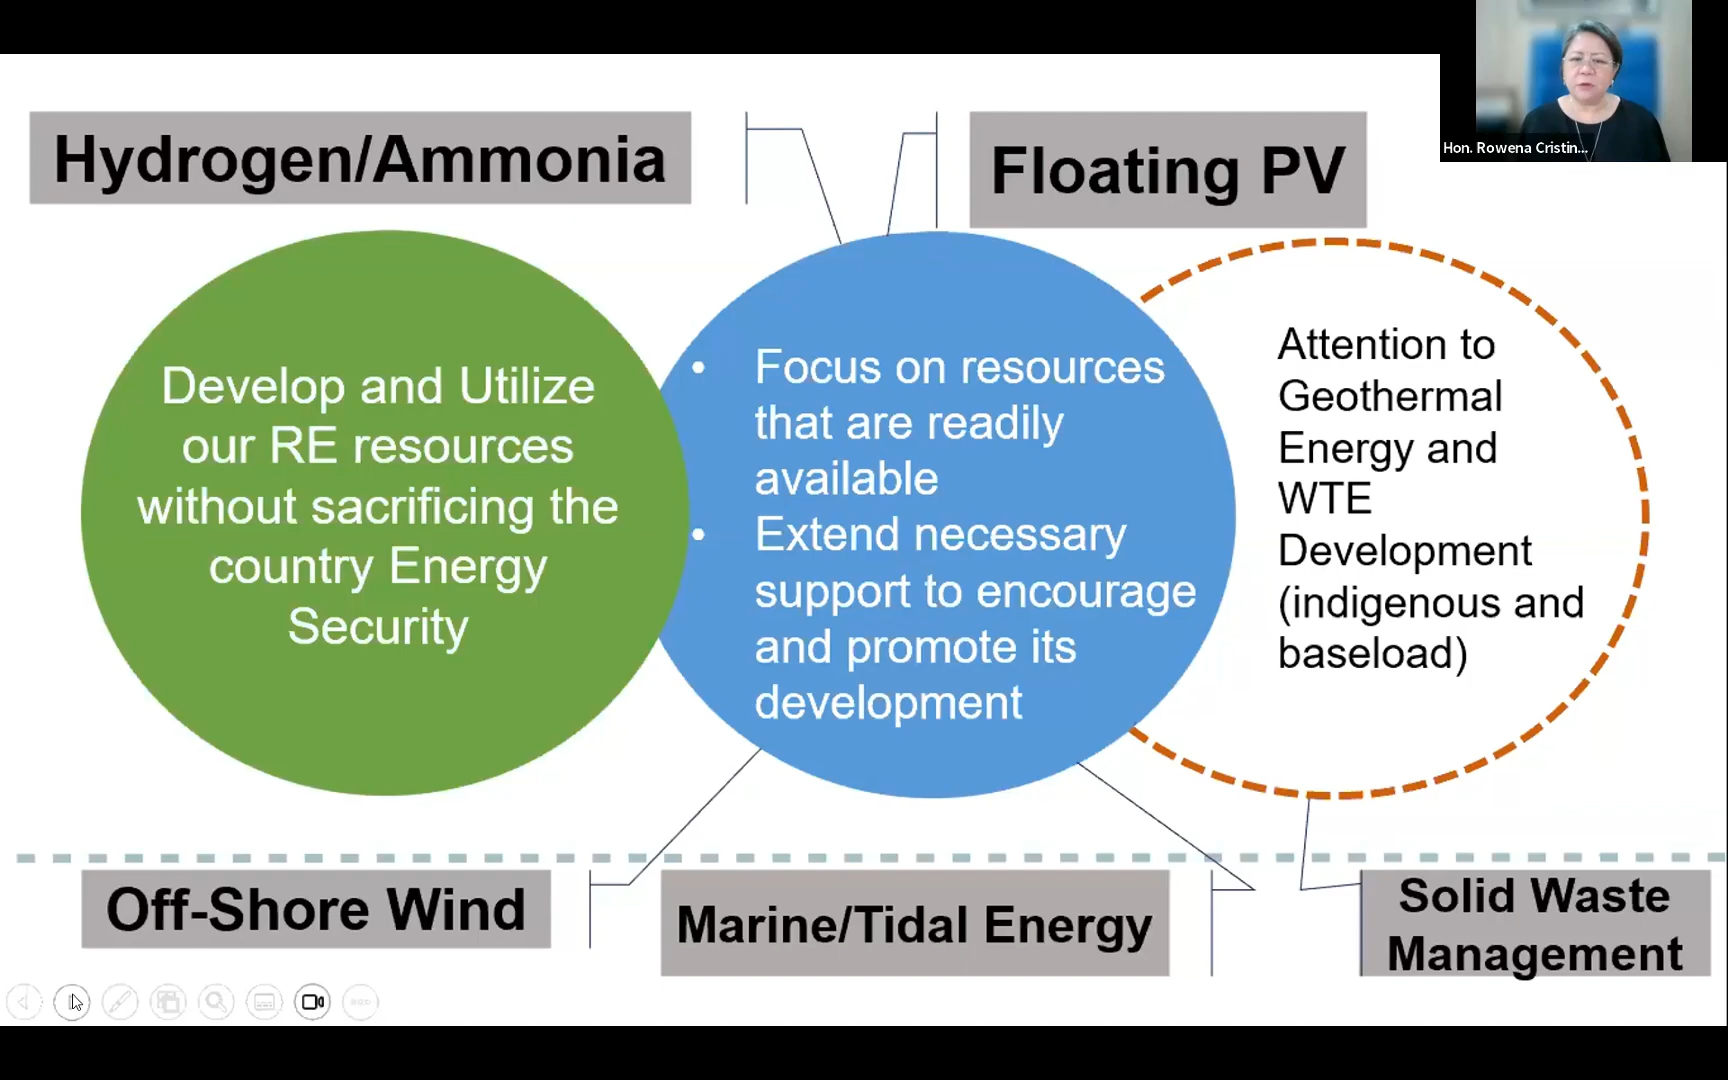 Hon. Rowena Cristin...
Hydrogen/Ammonia
Floating PV
Develop and Utilize
our RE resources
without sacrificing the
country Energy
Security
• Focus on resources
that are readily
available
• Extend necessary
support to encourage
and promote its
development
Attention to
Geothermal
Energy and
WTE
Development
(indigenous and
baseload)
Off-Shore Wind
Marine/Tidal Energy
Solid Waste
Management